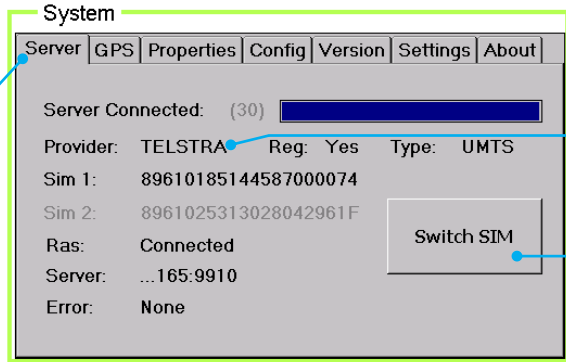 System
Server GPS Properties Config Version Settings About
Server Connected: (30)
Provider: TELSTRA Reg: Yes Type: UMTS
Sim 1: 89610185144587000074
Sim 2: 8961025313028042961F
Switch SIM
Ras: Connected
Server: ...165:9910
Error: None